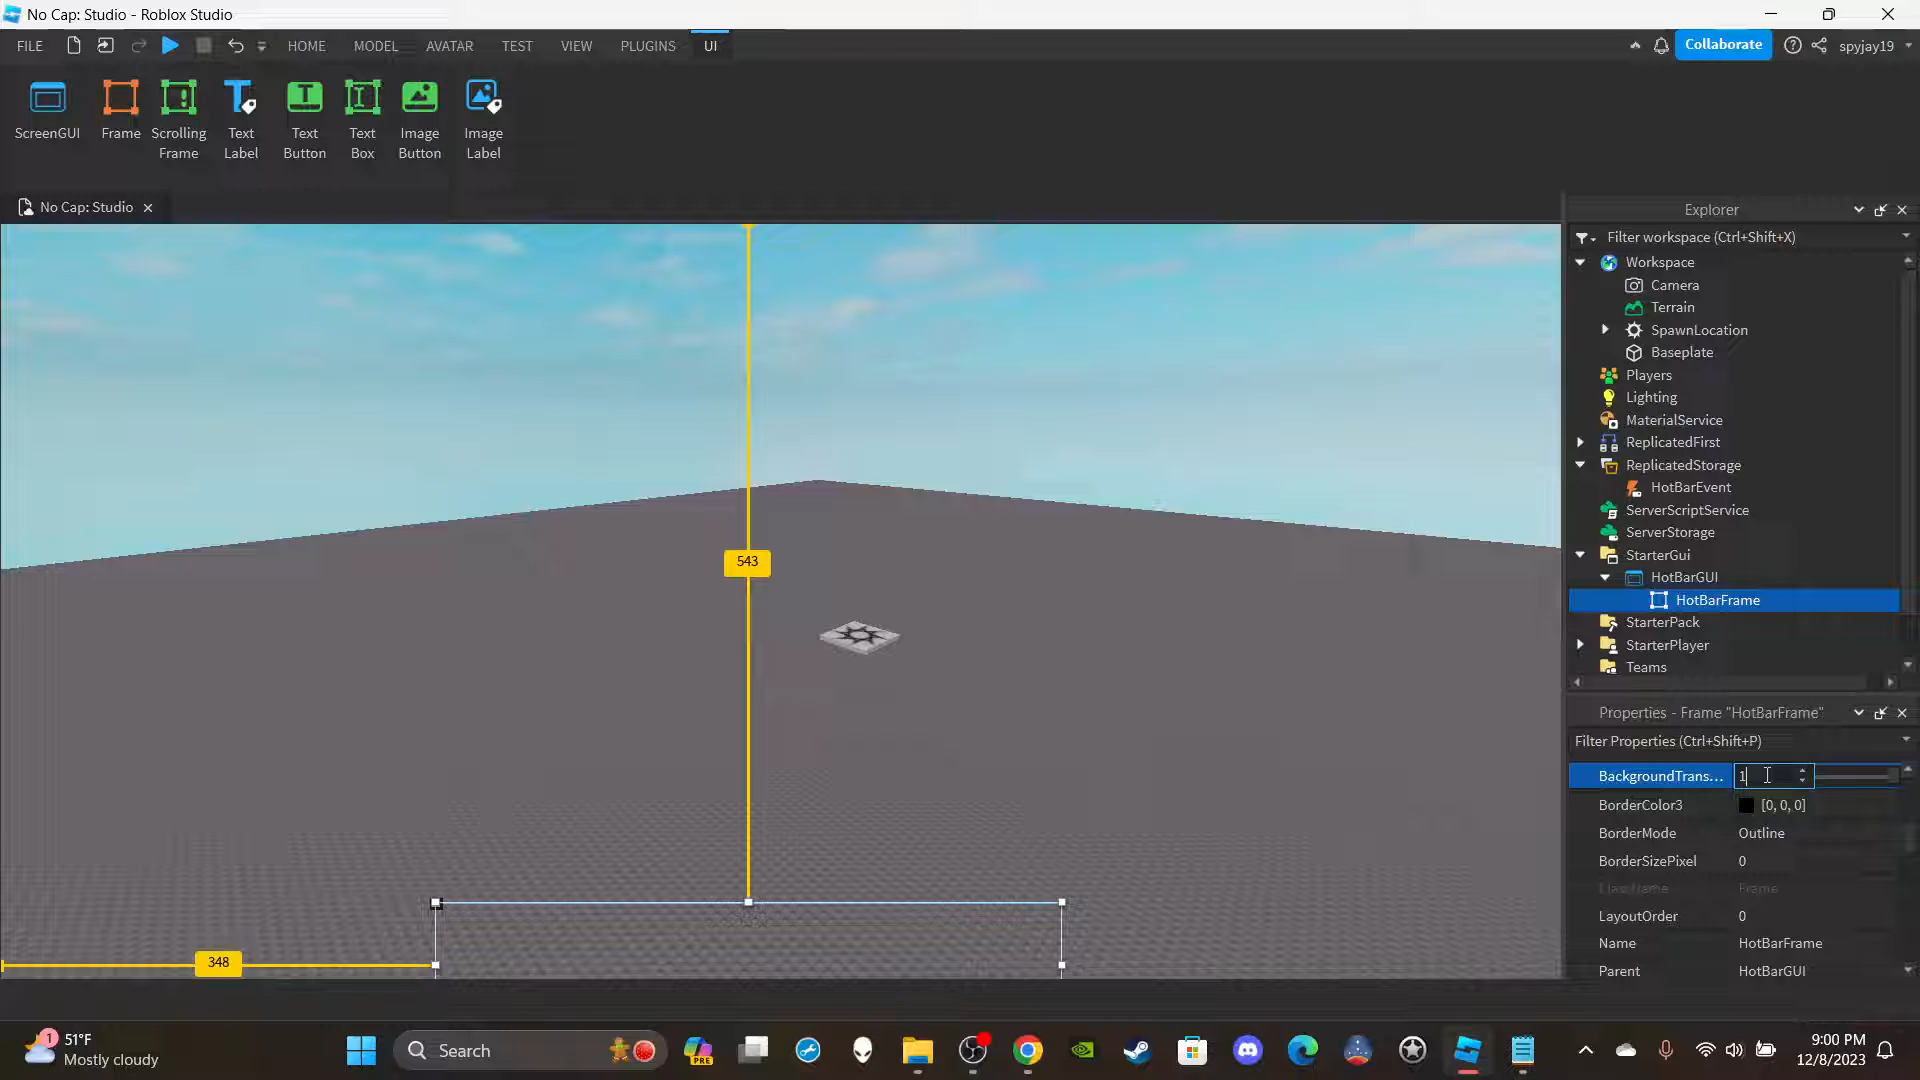 No Cap: Studio - Roblox Studio
FILE HOME MODEL AVATAR TEST VIEW PLUGINS UI Collaborate spyjay19
ScreenGUI Frame Scrolling Frame Text Label Text Button Text Box Image Button Image Label
No Cap: Studio
Explorer
Filter workspace (Ctrl+Shift+X)
Workspace
Camera
Terrain
SpawnLocation
Baseplate
Players
Lighting
MaterialService
ReplicatedFirst
ReplicatedStorage
HotBarEvent
ServerScriptService
ServerStorage
StarterGui
HotBarGUI
HotBarFrame
StarterPack
StarterPlayer
Teams
543
348
Properties - Frame "HotBarFrame"
Filter Properties (Ctrl+Shift+P)
BackgroundTrans... 1
BorderColor3 [0, 0, 0]
BorderMode Outline
BorderSizePixel 0
ClassName Frame
LayoutOrder 0
Name HotBarFrame
Parent HotBarGUI
1
51°F
Mostly cloudy
Search
PRE
9:00 PM
12/8/2023